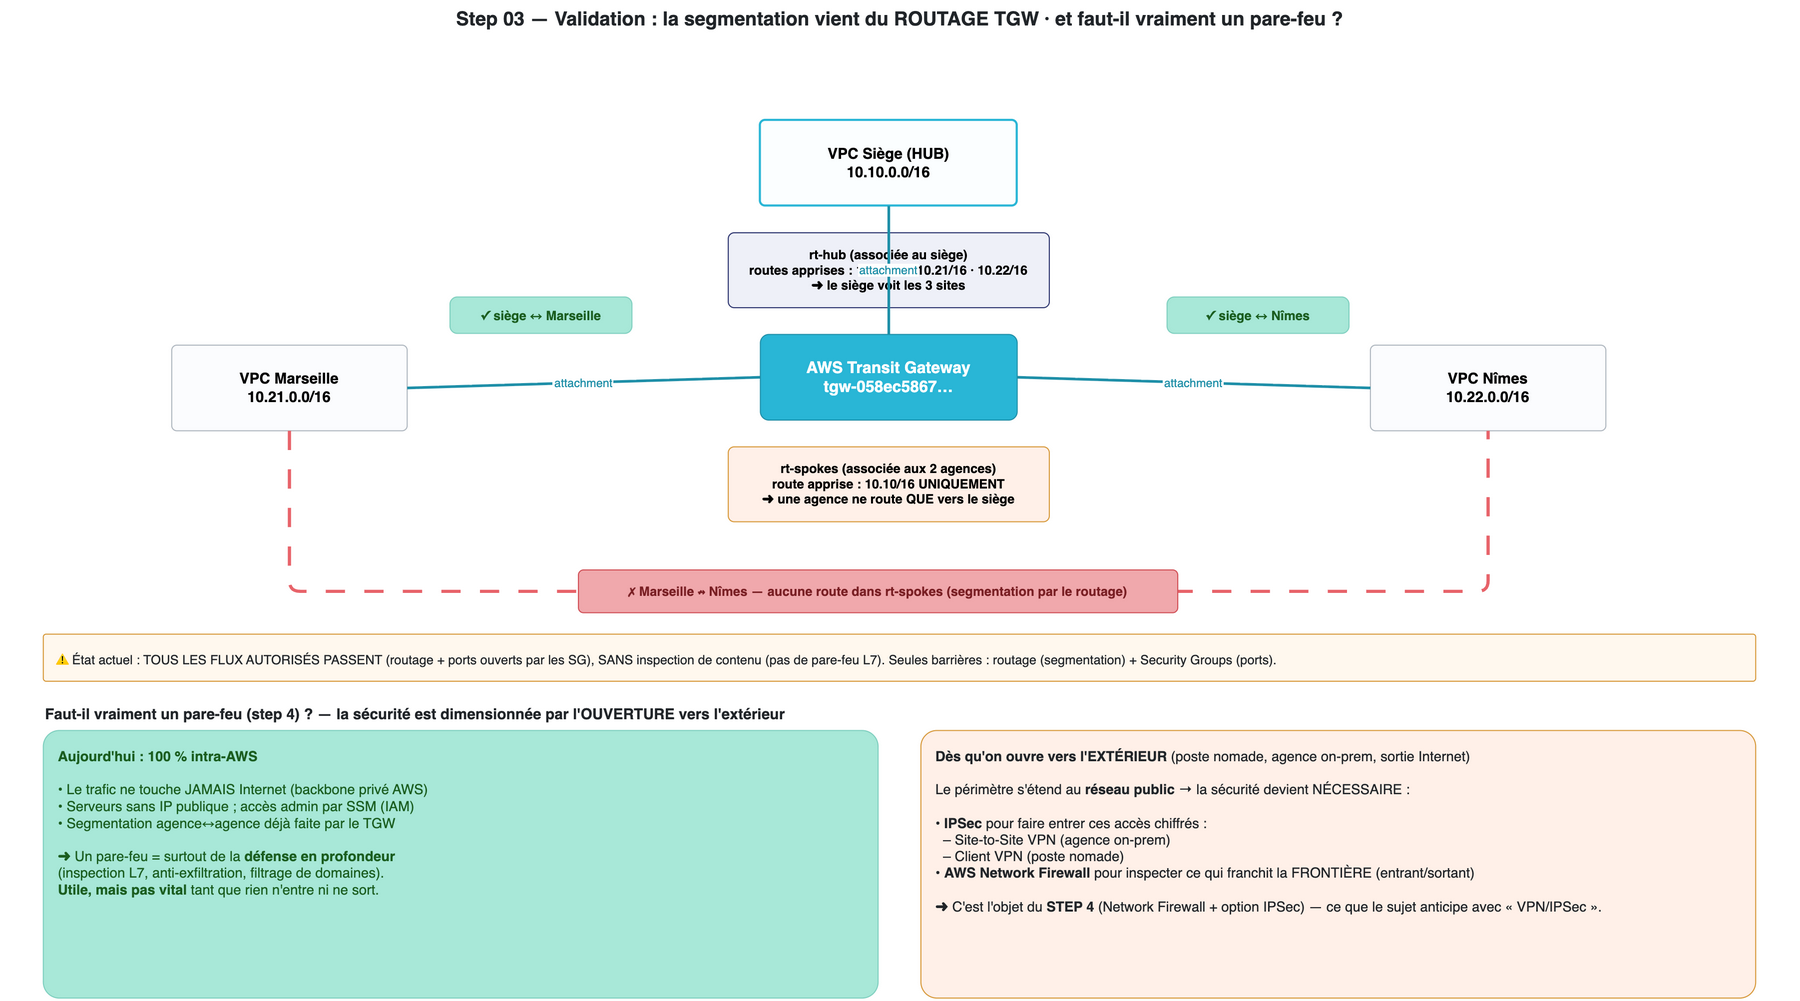 Step 03 — Validation : la segmentation vient du ROUTAGE TGW · et faut-il vraiment un pare-feu ?
VPC Siège (HUB)
10.10.0.0/16
rt-hub (associée au siège)
routes apprises : 10.21/16 · 10.22/16
attachment
➜ le siège voit les 3 sites
✓ siège ↔ Marseille
✓ siège ↔ Nîmes
VPC Marseille
10.21.0.0/16
attachment
AWS Transit Gateway
tgw-058ec5867…
attachment
VPC Nîmes
10.22.0.0/16
rt-spokes (associée aux 2 agences)
route apprise : 10.10/16 UNIQUEMENT
➜ une agence ne route QUE vers le siège
✗ Marseille ↮ Nîmes — aucune route dans rt-spokes (segmentation par le routage)
⚠️ État actuel : TOUS LES FLUX AUTORISÉS PASSENT (routage + ports ouverts par les SG), SANS inspection de contenu (pas de pare-feu L7). Seules barrières : routage (segmentation) + Security Groups (ports).
Faut-il vraiment un pare-feu (step 4) ? — la sécurité est dimensionnée par l'OUVERTURE vers l'extérieur
Aujourd'hui : 100 % intra-AWS
• Le trafic ne touche JAMAIS Internet (backbone privé AWS)
• Serveurs sans IP publique ; accès admin par SSM (IAM)
• Segmentation agence↔agence déjà faite par le TGW
➜ Un pare-feu = surtout de la défense en profondeur
(inspection L7, anti-exfiltration, filtrage de domaines).
Utile, mais pas vital tant que rien n'entre ni ne sort.
Dès qu'on ouvre vers l'EXTÉRIEUR (poste nomade, agence on-prem, sortie Internet)
Le périmètre s'étend au réseau public → la sécurité devient NÉCESSAIRE :
• IPSec pour faire entrer ces accès chiffrés :
– Site-to-Site VPN (agence on-prem)
– Client VPN (poste nomade)
• AWS Network Firewall pour inspecter ce qui franchit la FRONTIÈRE (entrant/sortant)
➜ C'est l'objet du STEP 4 (Network Firewall + option IPSec) — ce que le sujet anticipe avec « VPN/IPSec ».